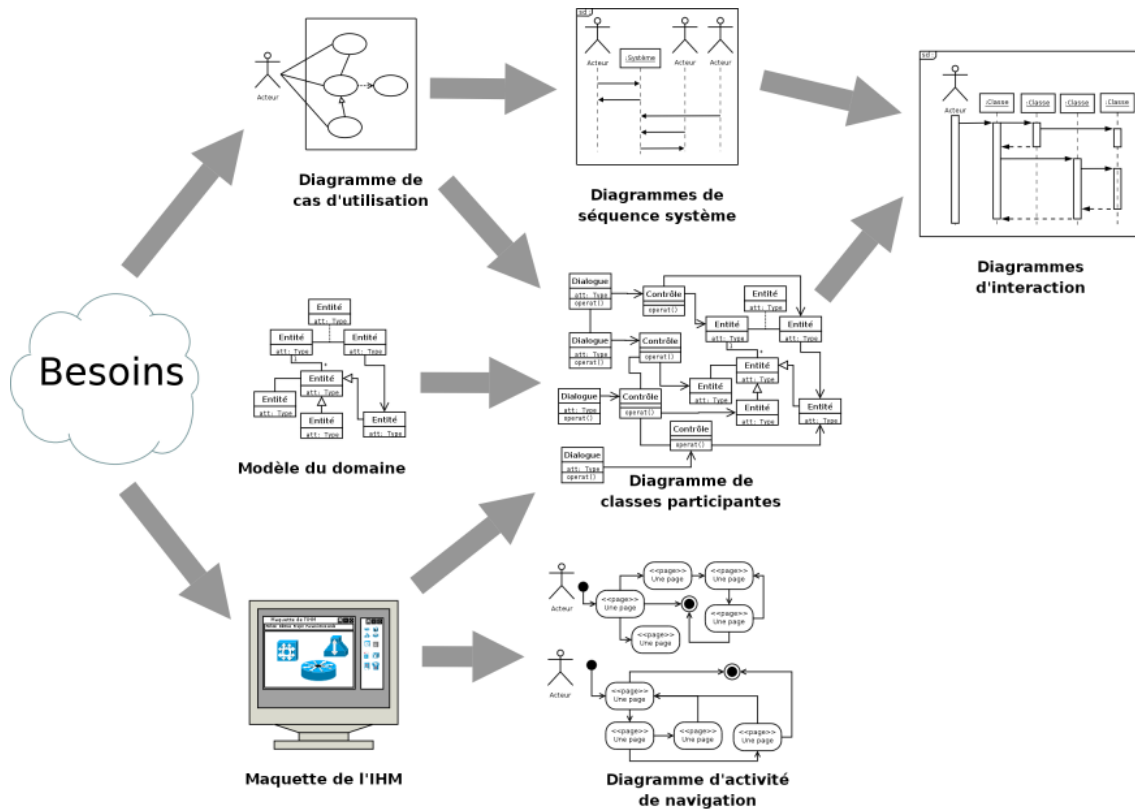 sd :
Acteur
Diagramme de
cas d'utilisation
Acteur
:Système
Acteur
Acteur
Diagrammes de
séquence système
sd :
Acteur
:Classe
:Classe
:Classe
:Classe
Diagrammes
d'interaction
Besoins
Entité
att: Type
Entité
att: Type
Entité
att: Type
Entité
att: Type
Entité
att: Type
Entité
att: Type
Entité
att: Type
Modèle du domaine
Dialogue
att: Type
operat()
Contrôle
operat()
Entité
att: Type
Entité
att: Type
Entité
att: Type
Dialogue
att: Type
operat()
Contrôle
operat()
Entité
att: Type
Entité
att: Type
Dialogue
att: Type
operat()
Contrôle
operat()
Entité
att: Type
Entité
att: Type
Contrôle
operat()
Dialogue
att: Type
operat()
Diagramme de
classes participantes
Maquette de l'IHM
Maquette de l'IHM
Acteur
<<page>>
Une page
<<page>>
Une page
<<page>>
Une page
<<page>>
Une page
<<page>>
Une page
Acteur
<<page>>
Une page
<<page>>
Une page
<<page>>
Une page
<<page>>
Une page
Diagramme d'activité
de navigation